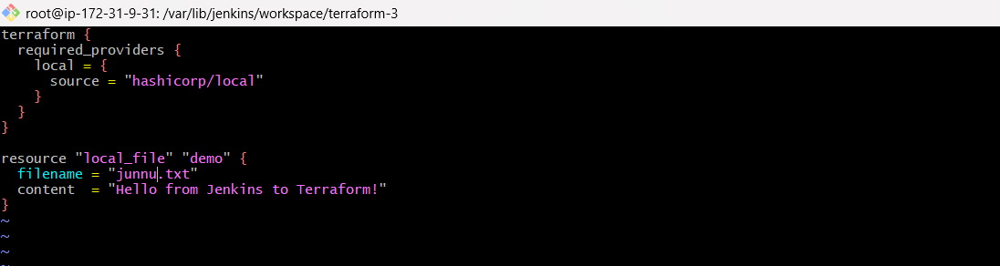 root@ip-172-31-9-31: /var/lib/jenkins/workspace/terraform-3
terraform {
  required_providers {
    local = {
      source = "hashicorp/local"
    }
  }
}

resource "local_file" "demo" {
  filename = "junnu.txt"
  content  = "Hello from Jenkins to Terraform!"
}
~
~
~
~